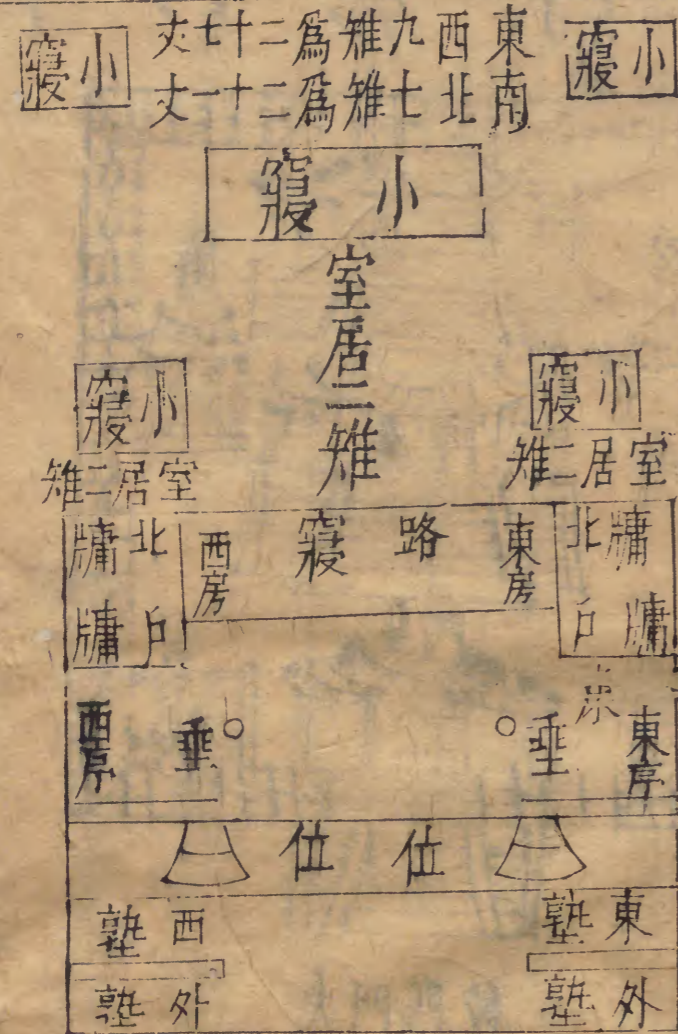 小寢
東西九雉爲二十七丈
南北七雉爲二十一丈
小寢
小寢
室居二雉
小寢
室居二雉
小寢
室居二雉
牖北
牖戶
東房
路寢
西房
北牖
戶牖
東序
垂
垂
西序
位位
東塾
西塾
外塾
外塾